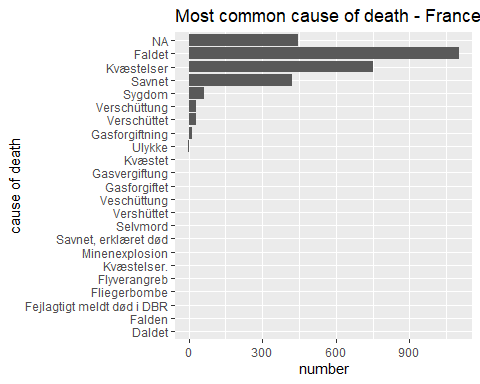 Most common cause of death - France
NA
Faldet
Kvæstelser
Savnet
Sygdom
Verschüttung
Verschüttet
Gasforgiftning
Ulykke
Kvæstet
Gasvergiftung
Gasforgiftet
Veschüttung
Vershüttet
Selvmord
Savnet, erklæret død
Minenexplosion
Kvæstelser.
Flyverangreb
Fliegerbombe
Fejlagtigt meldt død i DBR
Falden
Daldet
cause of death
0 300 600 900
number